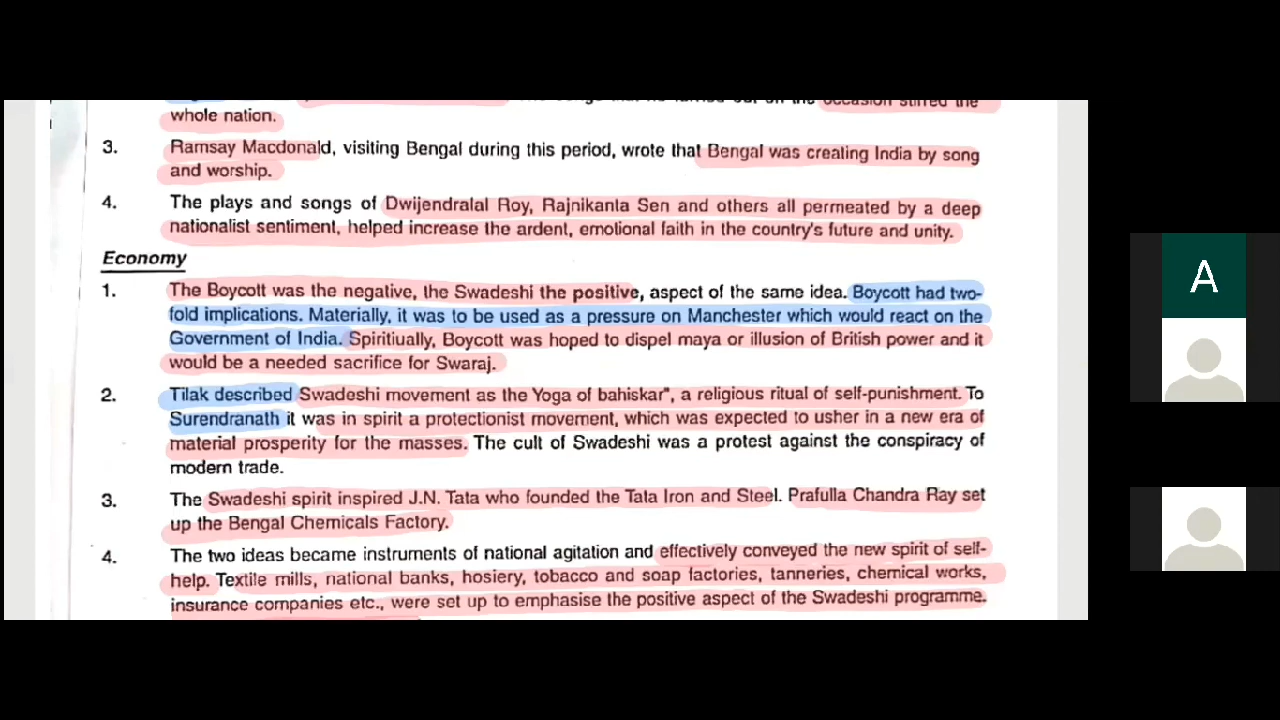 occasion stirred the
whole nation.
3. Ramsay Macdonald, visiting Bengal during this period, wrote that Bengal was creating India by song
and worship.
4. The plays and songs of Dwijendralal Roy, Rajnikanta Sen and others all permeated by a deep
nationalist sentiment, helped increase the ardent, emotional faith in the country's future and unity.
Economy
1. The Boycott was the negative, the Swadeshi the positive, aspect of the same idea. Boycott had two-
fold implications. Materially, it was to be used as a pressure on Manchester which would react on the
Government of India. Spiritiually, Boycott was hoped to dispel maya or illusion of British power and it
would be a needed sacrifice for Swaraj.
2. Tilak described Swadeshi movement as the Yoga of bahiskar", a religious ritual of self-punishment. To
Surendranath it was in spirit a protectionist movement, which was expected to usher in a new era of
material prosperity for the masses. The cult of Swadeshi was a protest against the conspiracy of
modern trade.
3. The Swadeshi spirit inspired J.N. Tata who founded the Tata Iron and Steel. Prafulla Chandra Ray set
up the Bengal Chemicals Factory.
4. The two ideas became instruments of national agitation and effectively conveyed the new spirit of self-
help. Textile mills, national banks, hosiery, tobacco and soap factories, tanneries, chemical works,
insurance companies etc., were set up to emphasise the positive aspect of the Swadeshi programme.
A